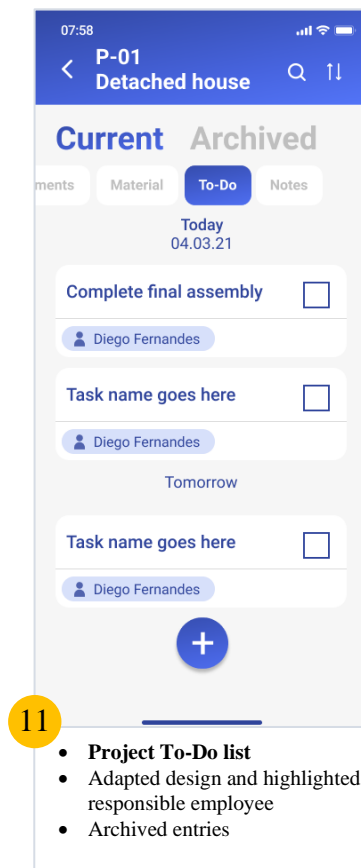 07:58
P-01
Detached house
Current Archived
ments Material To-Do Notes
Today
04.03.21
Complete final assembly
Diego Fernandes
Task name goes here
Diego Fernandes
Tomorrow
Task name goes here
Diego Fernandes
11
• Project To-Do list
• Adapted design and highlighted
responsible employee
• Archived entries